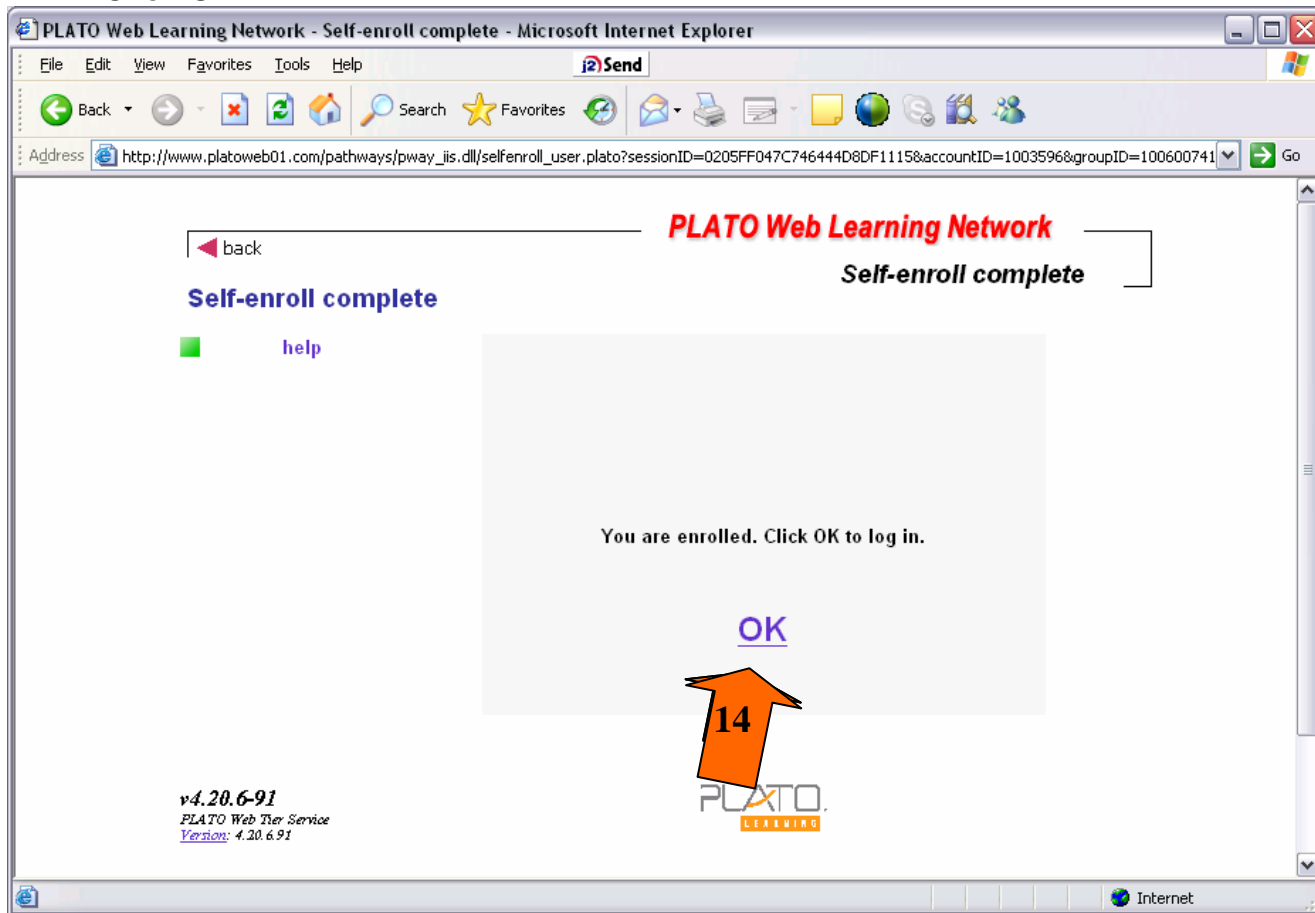 PLATO Web Learning Network - Self-enroll complete - Microsoft Internet Explorer
File Edit View Favorites Tools Help j2 Send
Back Search Favorites
Address http://www.platoweb01.com/pathways/pway_iis.dll/selfenroll_user.plato?sessionID=0205FF047C746444D8DF1115&accountID=1003596&groupID=100600741 Go
PLATO Web Learning Network
back
Self-enroll complete
Self-enroll complete
help
You are enrolled. Click OK to log in.
OK
14
PLATO.
LEARNING
v4.20.6-91
PLATO Web Tier Service
Version: 4.20.6.91
Internet